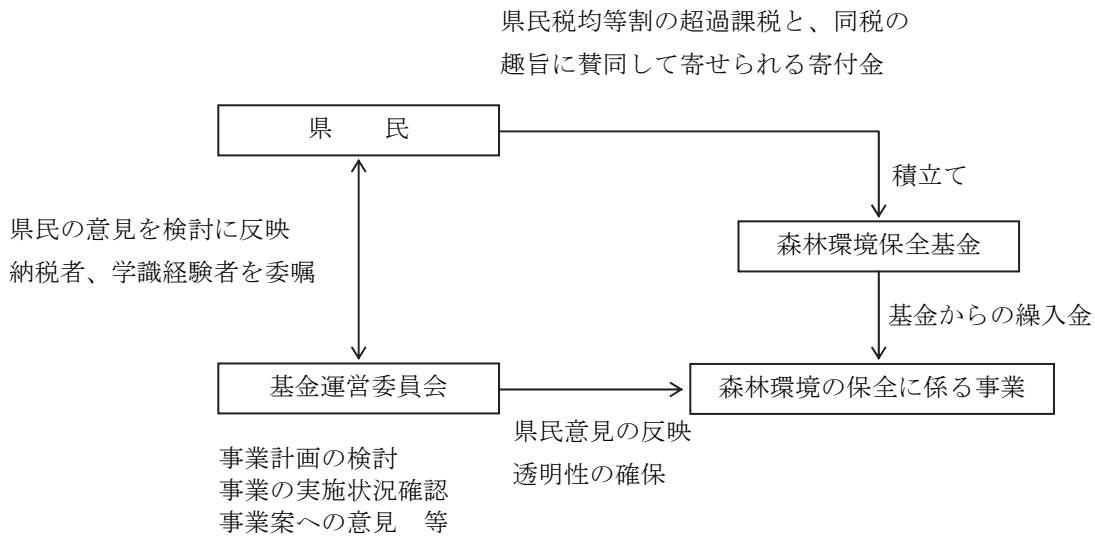 県民税均等割の超過課税と、同税の
趣旨に賛同して寄せられる寄付金
県　　民
積立て
県民の意見を検討に反映
納税者、学識経験者を委嘱
森林環境保全基金
基金からの繰入金
基金運営委員会
森林環境の保全に係る事業
県民意見の反映
透明性の確保
事業計画の検討
事業の実施状況確認
事業案への意見　等